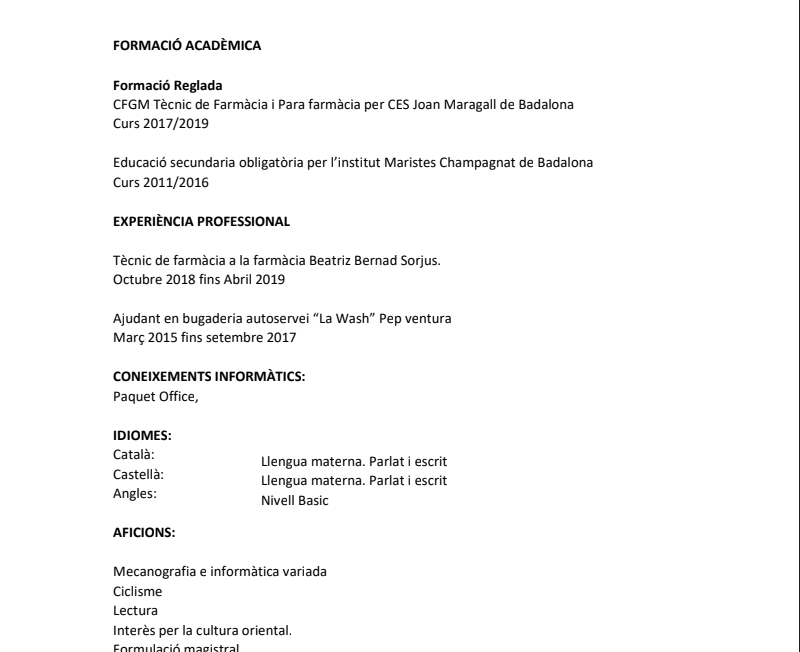 FORMACIÓ ACADÈMICA
Formació Reglada
CFGM Tècnic de Farmàcia i Para farmàcia per CES Joan Maragall de Badalona
Curs 2017/2019
Educació secundaria obligatòria per l’institut Maristes Champagnat de Badalona
Curs 2011/2016
EXPERIÈNCIA PROFESSIONAL
Tècnic de farmàcia a la farmàcia Beatriz Bernad Sorjus.
Octubre 2018 fins Abril 2019
Ajudant en bugaderia autoservei “La Wash” Pep ventura
Març 2015 fins setembre 2017
CONEIXEMENTS INFORMÀTICS:
Paquet Office,
IDIOMES:
Català: Llengua materna. Parlat i escrit
Castellà: Llengua materna. Parlat i escrit
Angles: Nivell Basic
AFICIONS:
Mecanografia e informàtica variada
Ciclisme
Lectura
Interès per la cultura oriental.
Formulació magistral